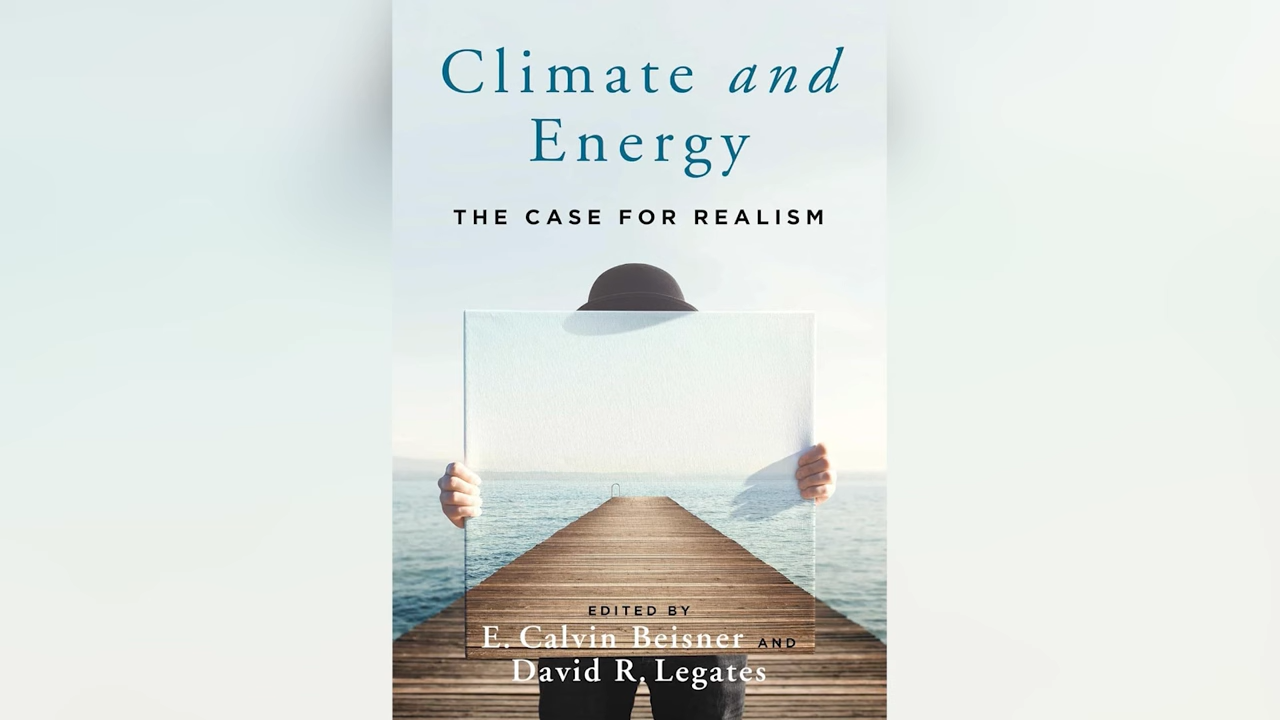 Climate and
Energy
THE CASE FOR REALISM
EDITED BY
E. Calvin Beisner AND
David R. Legates